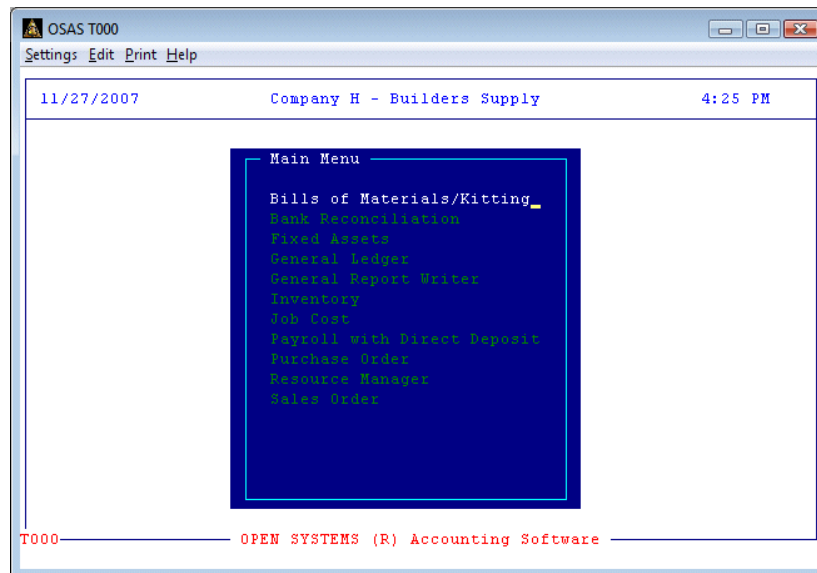 OSAS T000
Settings Edit Print Help
11/27/2007 Company H - Builders Supply 4:25 PM
Main Menu
Bills of Materials/Kitting
Bank Reconciliation
Fixed Assets
General Ledger
General Report Writer
Inventory
Job Cost
Payroll with Direct Deposit
Purchase Order
Resource Manager
Sales Order
T000 OPEN SYSTEMS (R) Accounting Software